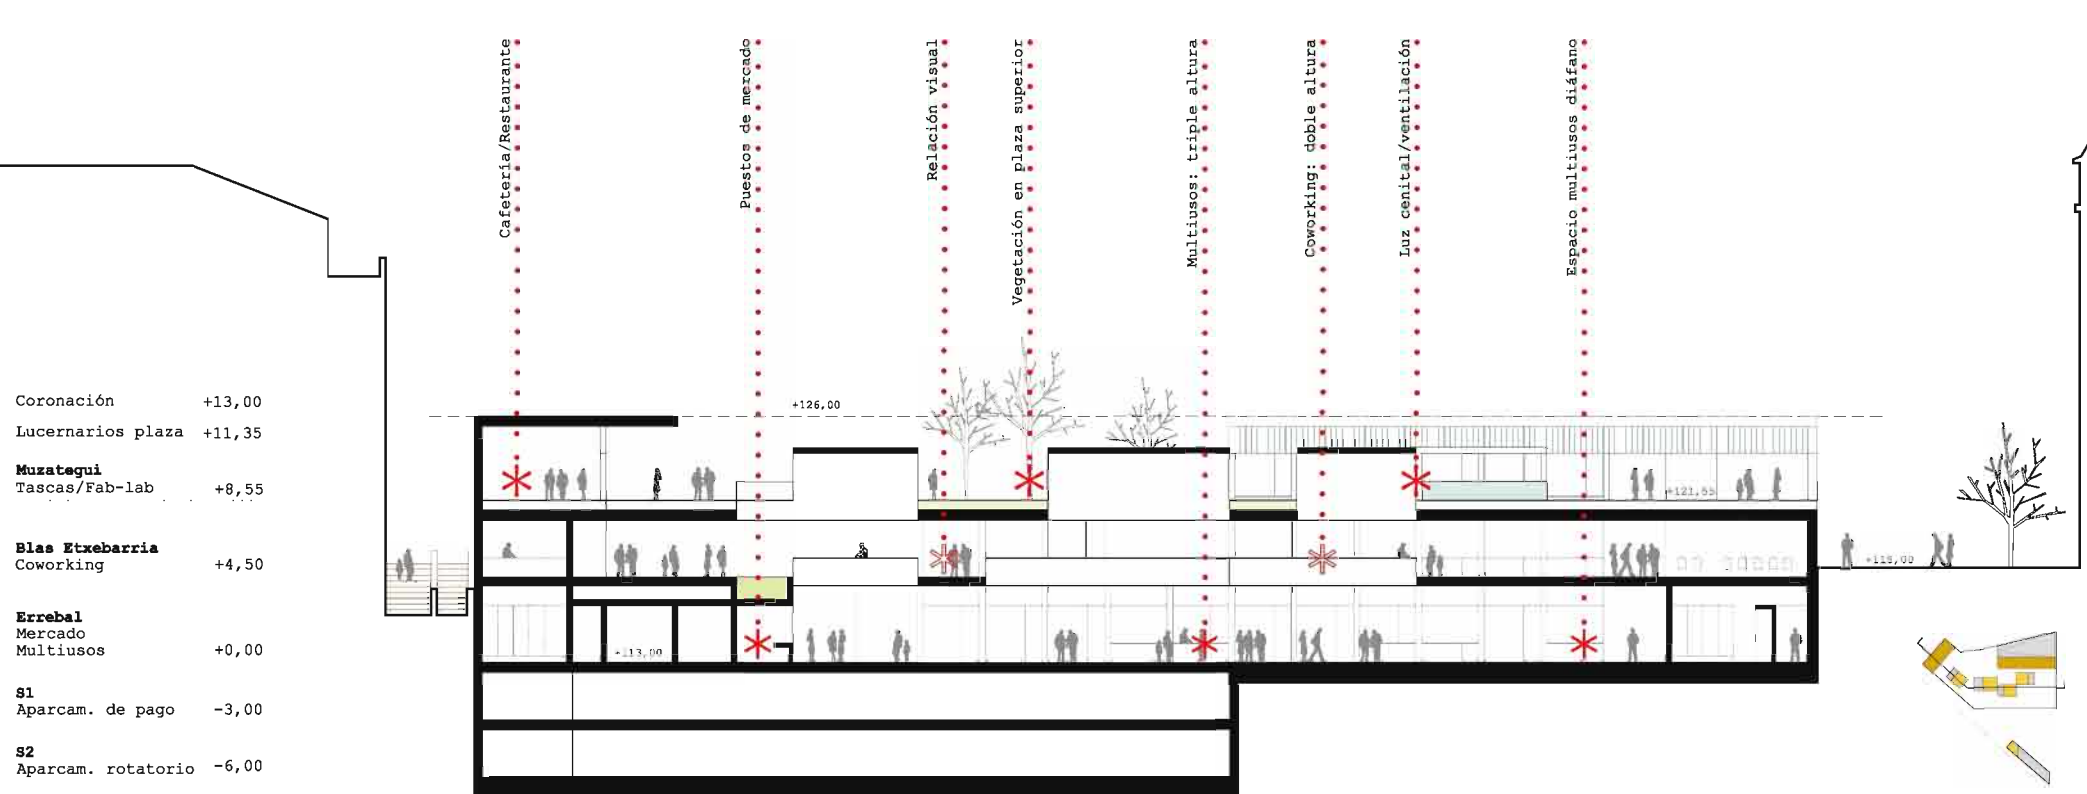 Cafetería/Restaurante
Puestos de mercado
Relación visual
Vegetación en plaza superior
Multiusos: triple altura
Coworking: doble altura
Luz cenital/ventilación
Espacio multiusos diáfano
Coronación +13,00
Lucernarios plaza +11,35
Muzategui
Tascas/Fab-lab +8,55
Blas Etxebarria
Coworking +4,50
Errebal
Mercado
Multiusos +0,00
S1
Aparcam. de pago -3,00
S2
Aparcam. rotatorio -6,00
+126,00
+121,55
+113,00